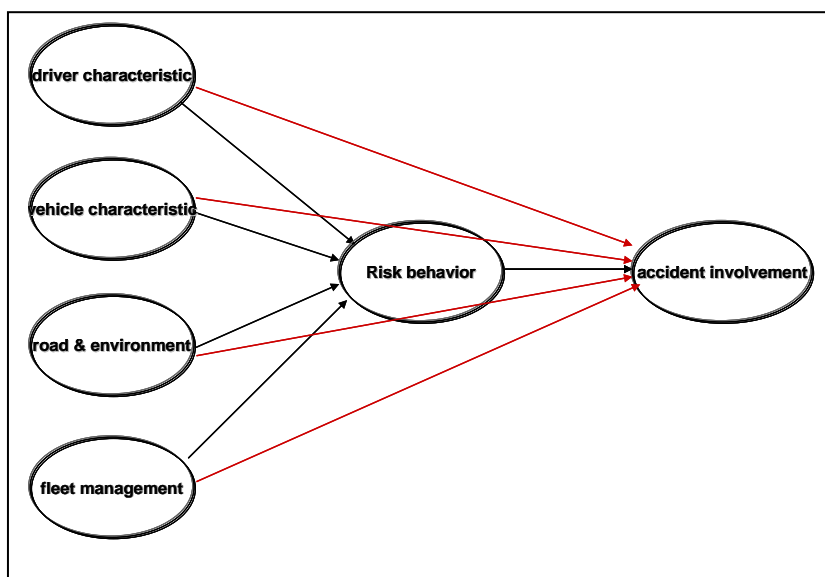 driver characteristic
vehicle characteristic
Risk behavior
accident involvement
road & environment
fleet management